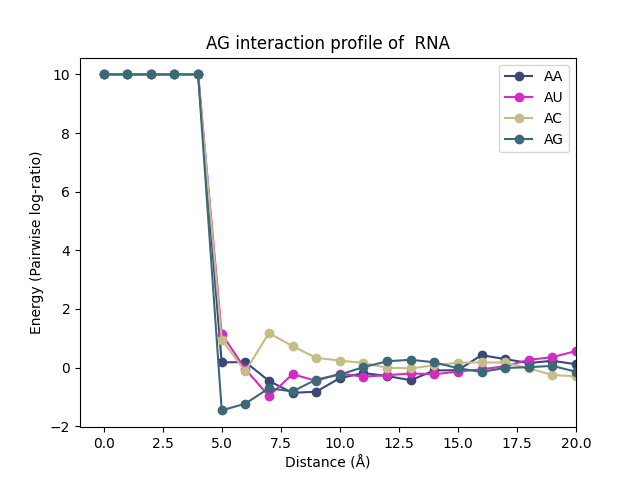 AG interaction profile of  RNA
AA
AU
AC
AG
Energy (Pairwise log-ratio)
10
8
6
4
2
0
−2
0.0 2.5 5.0 7.5 10.0 12.5 15.0 17.5 20.0
Distance (Å)